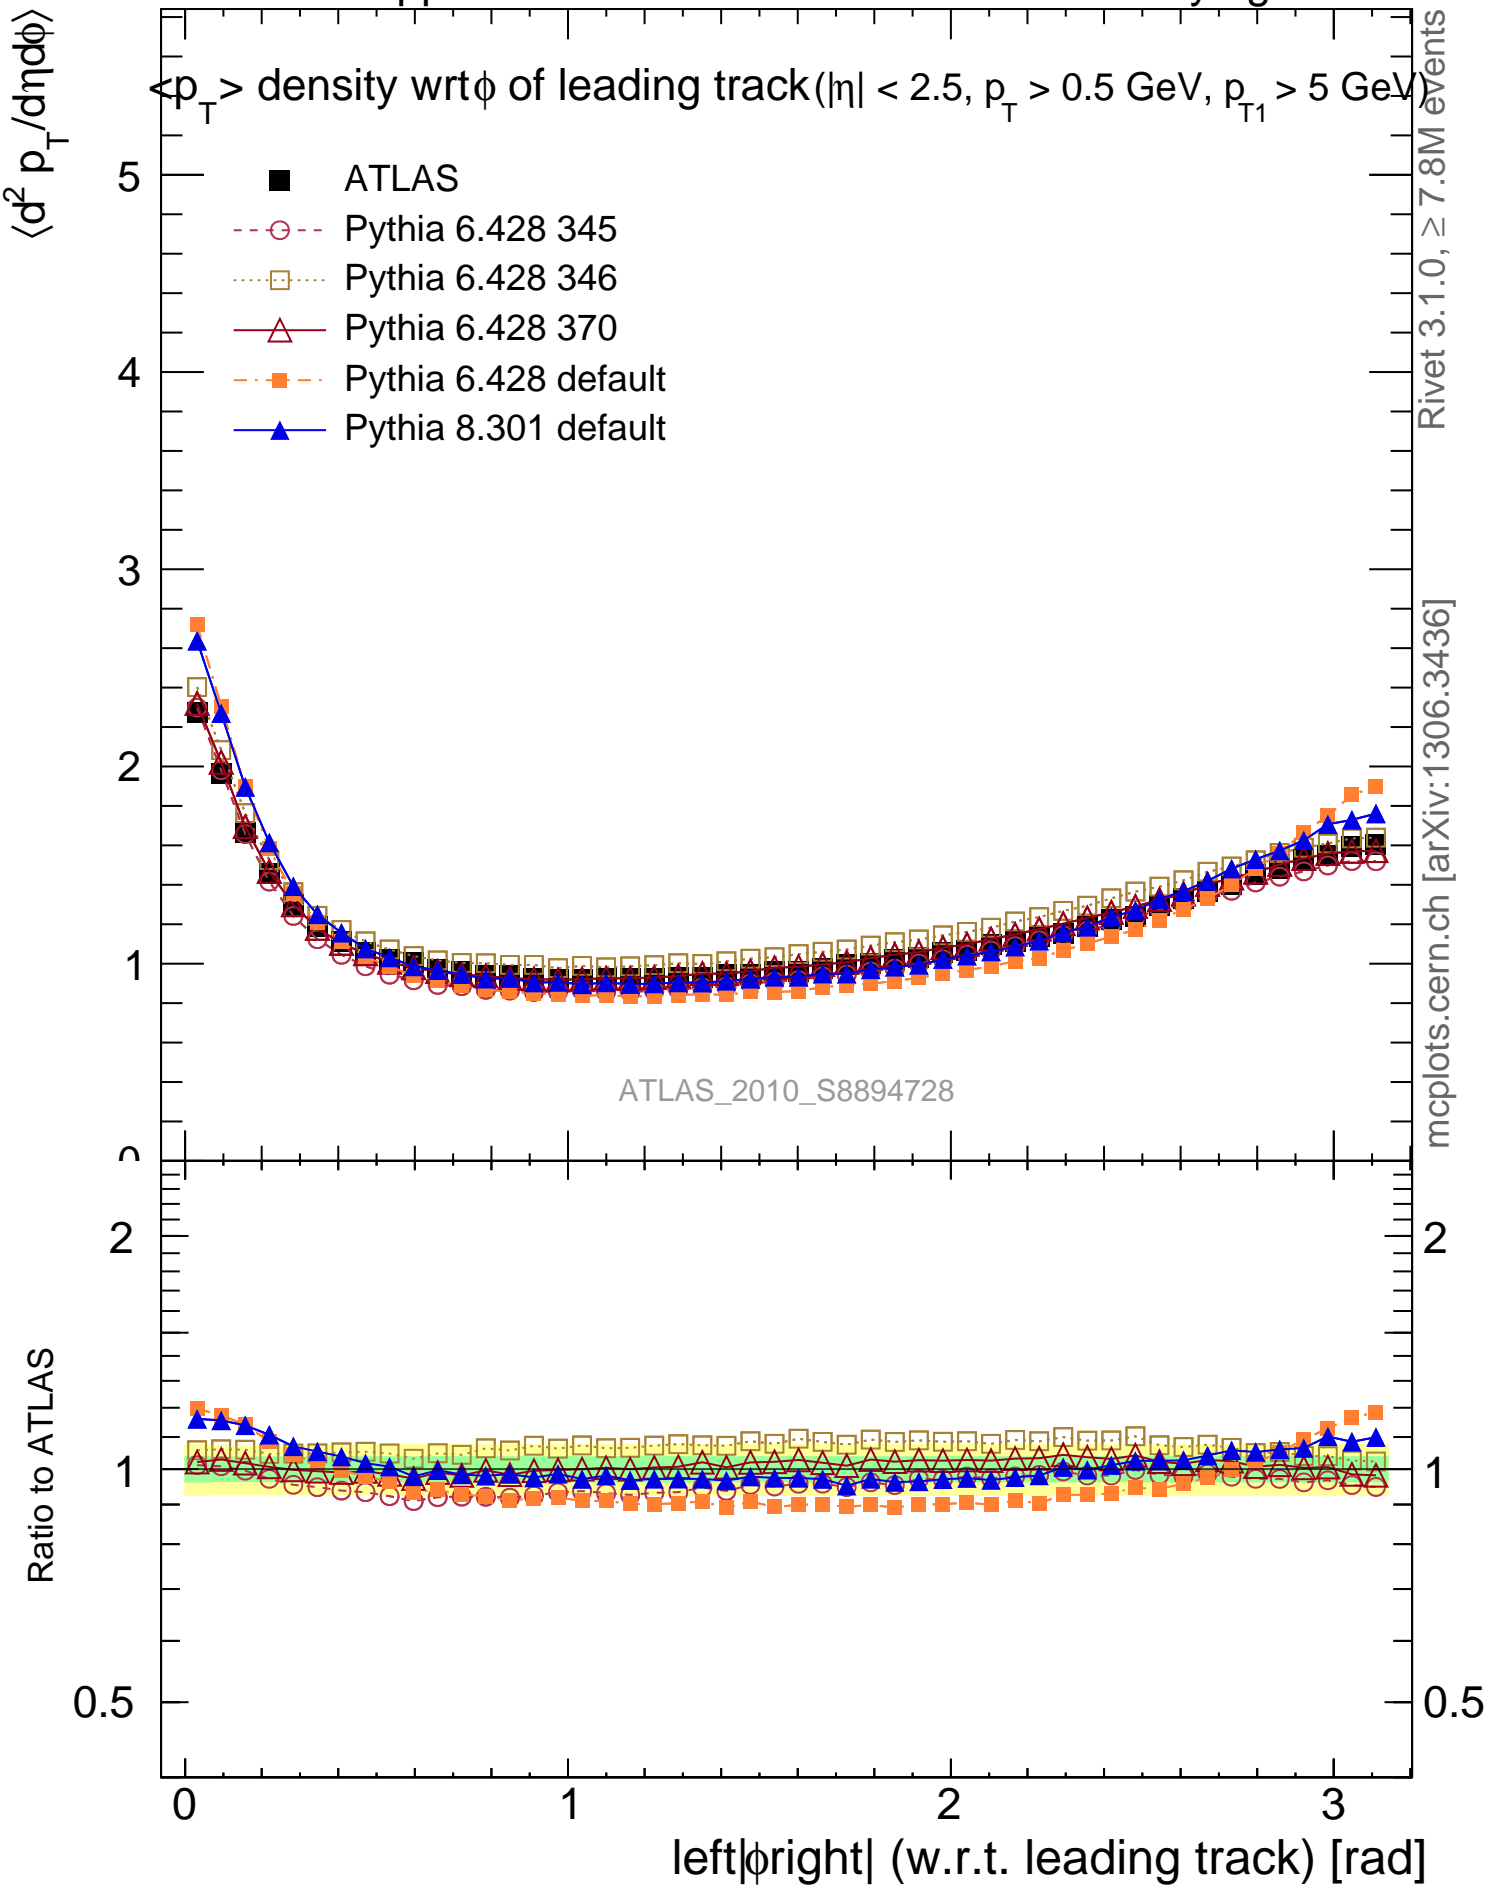 ⟨d² p_T/dηdϕ⟩
<p_T> density wrtϕ of leading track(|η| < 2.5, p_T > 0.5 GeV, p_T1 > 5 GeV)
ATLAS
Pythia 6.428 345
Pythia 6.428 346
Pythia 6.428 370
Pythia 6.428 default
Pythia 8.301 default
5
4
3
2
1
0
ATLAS_2010_S8894728
Rivet 3.1.0, ≥ 7.8M events
mcplots.cern.ch [arXiv:1306.3436]
Ratio to ATLAS
2
1
0.5
2
1
0.5
0
1
2
3
left|ϕright| (w.r.t. leading track) [rad]